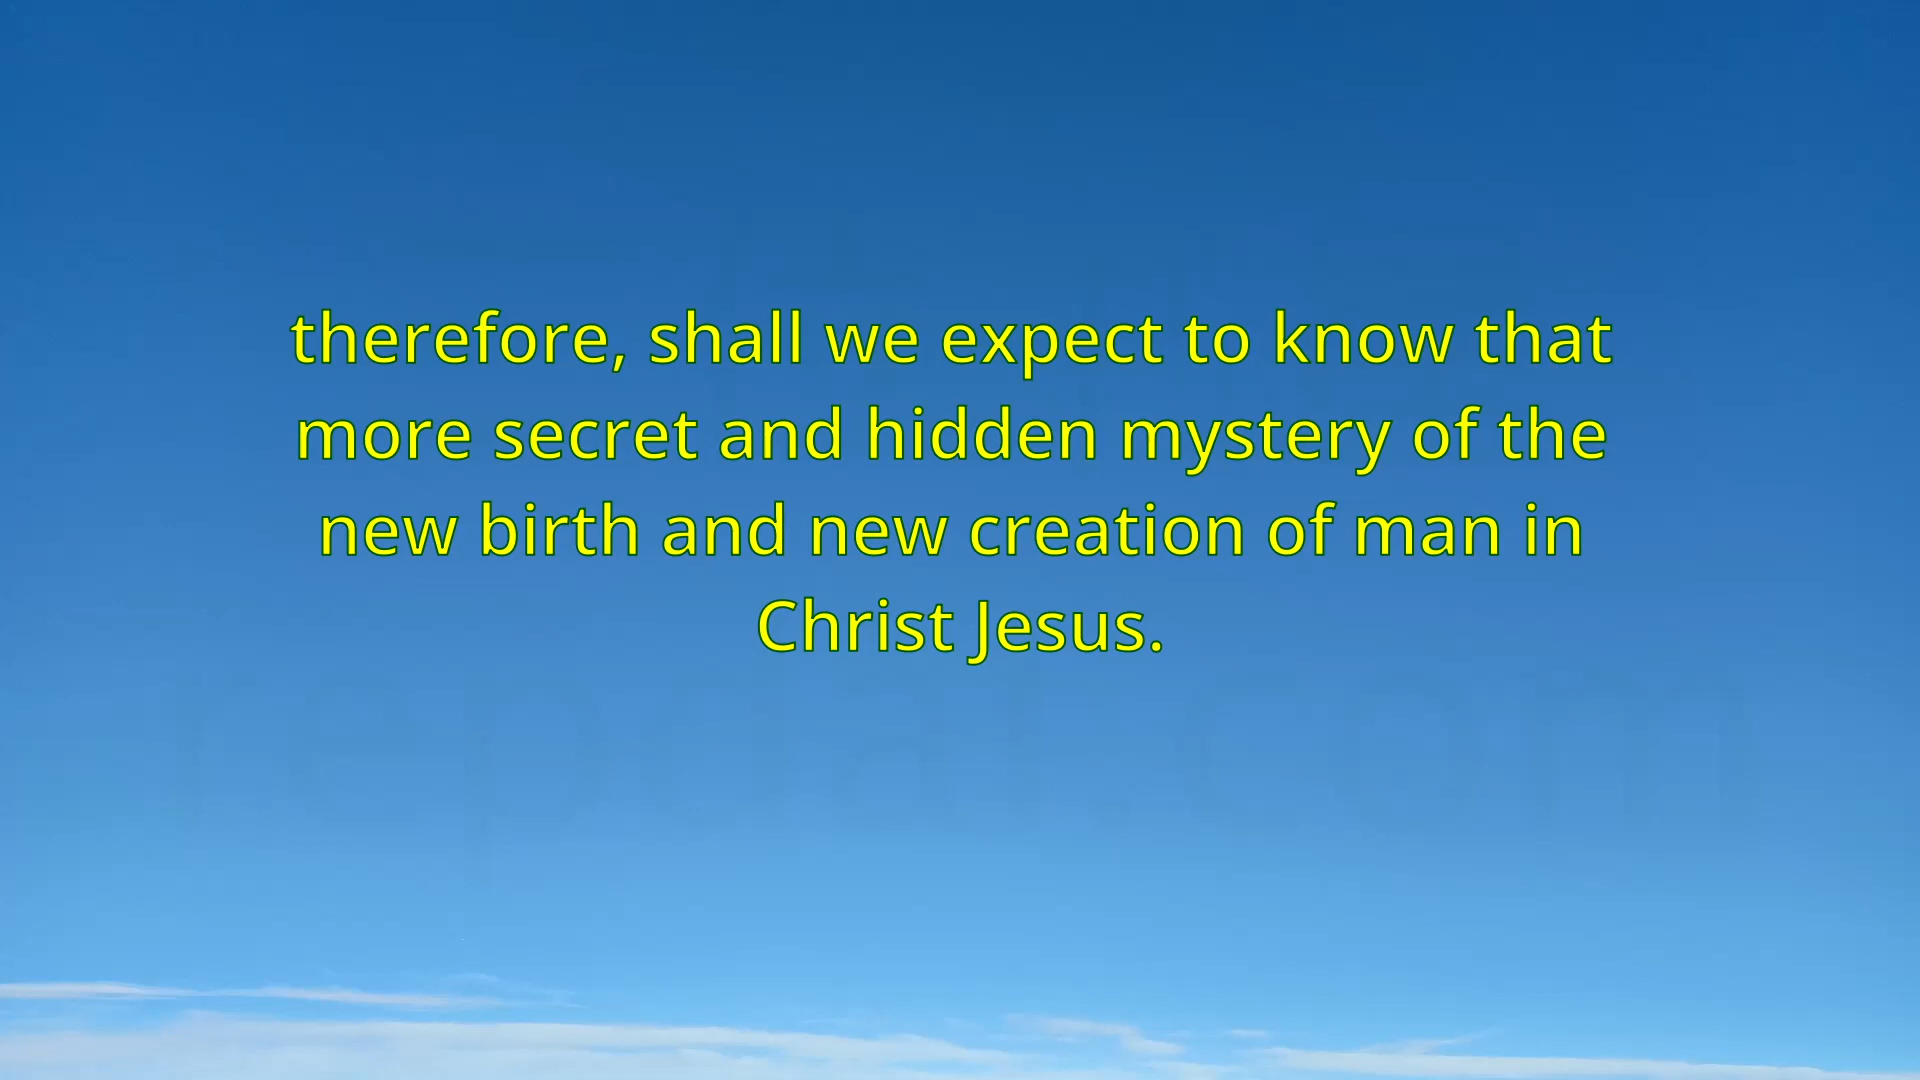 therefore, shall we expect to know that
more secret and hidden mystery of the
new birth and new creation of man in
Christ Jesus.